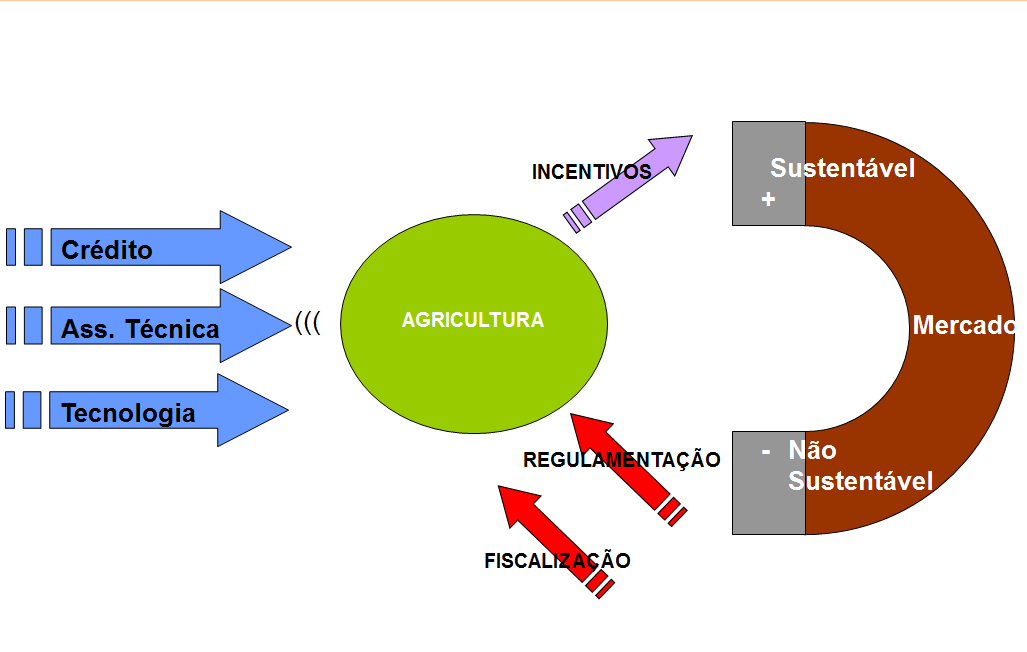 INCENTIVOS
Sustentável
+
Crédito
Ass. Técnica
(((
AGRICULTURA
Mercado
Tecnologia
- Não
Sustentável
REGULAMENTAÇÃO
FISCALIZAÇÃO